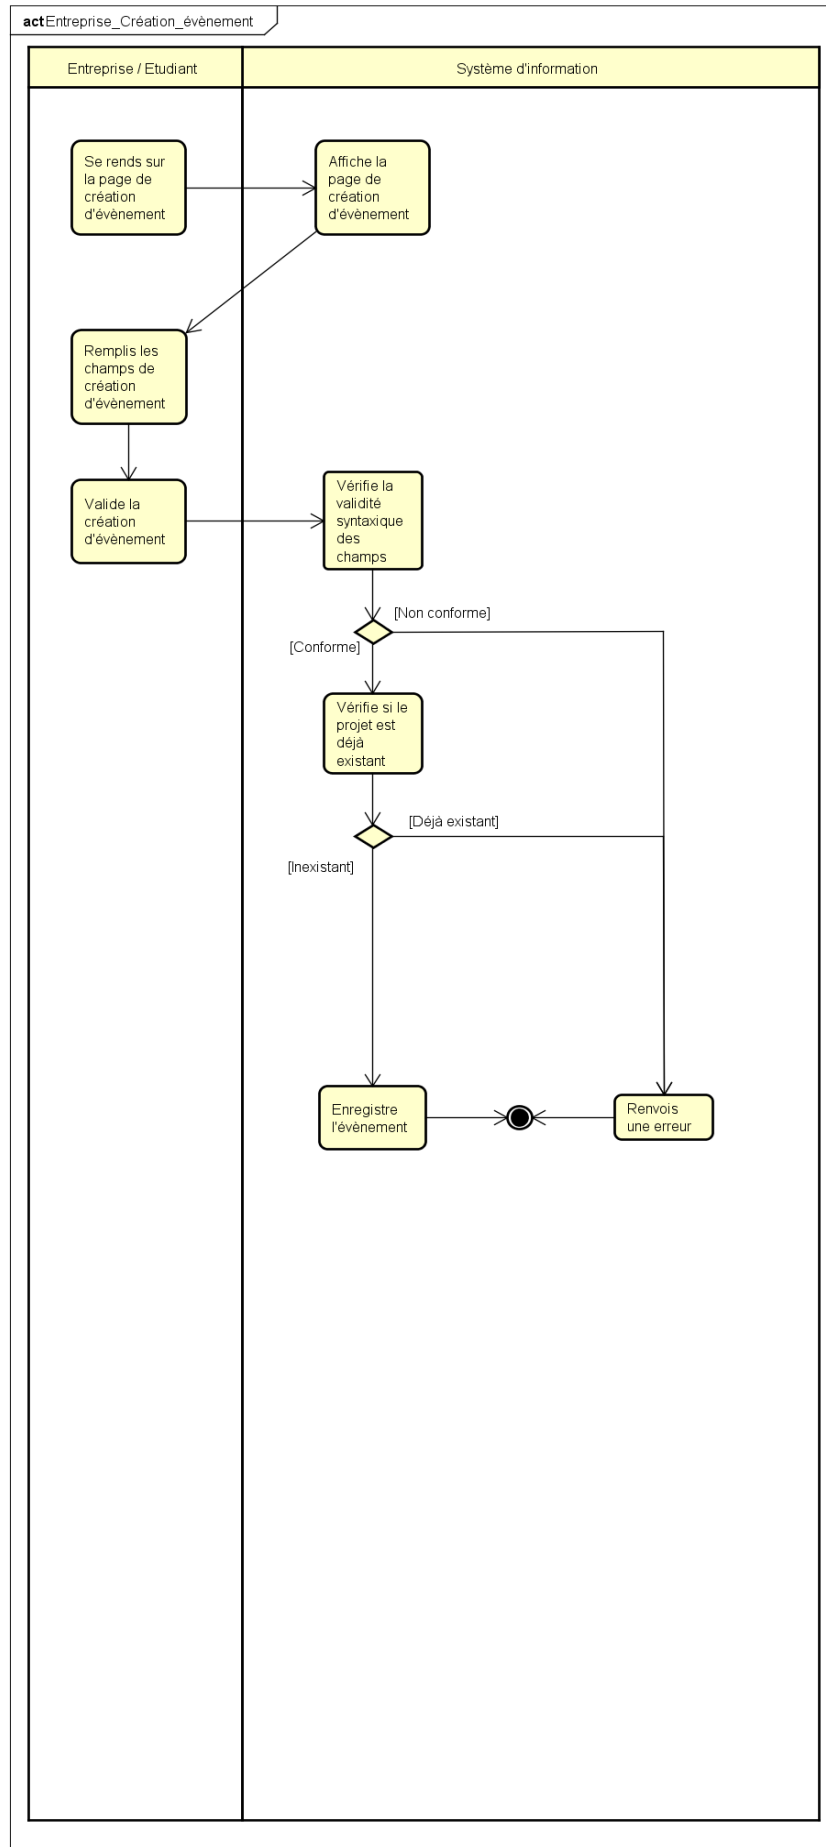 act Entreprise_Création_évènement
Entreprise / Etudiant
Système d'information
Se rends sur
la page de
création
d'évènement
Affiche la
page de
création
d'évènement
Remplis les
champs de
création
d'évènement
Valide la
création
d'évènement
Vérifie la
validité
syntaxique
des
champs
[Non conforme]
[Conforme]
Vérifie si le
projet est
déjà
existant
[Déjà existant]
[Inexistant]
Enregistre
l'évènement
Renvois
une erreur